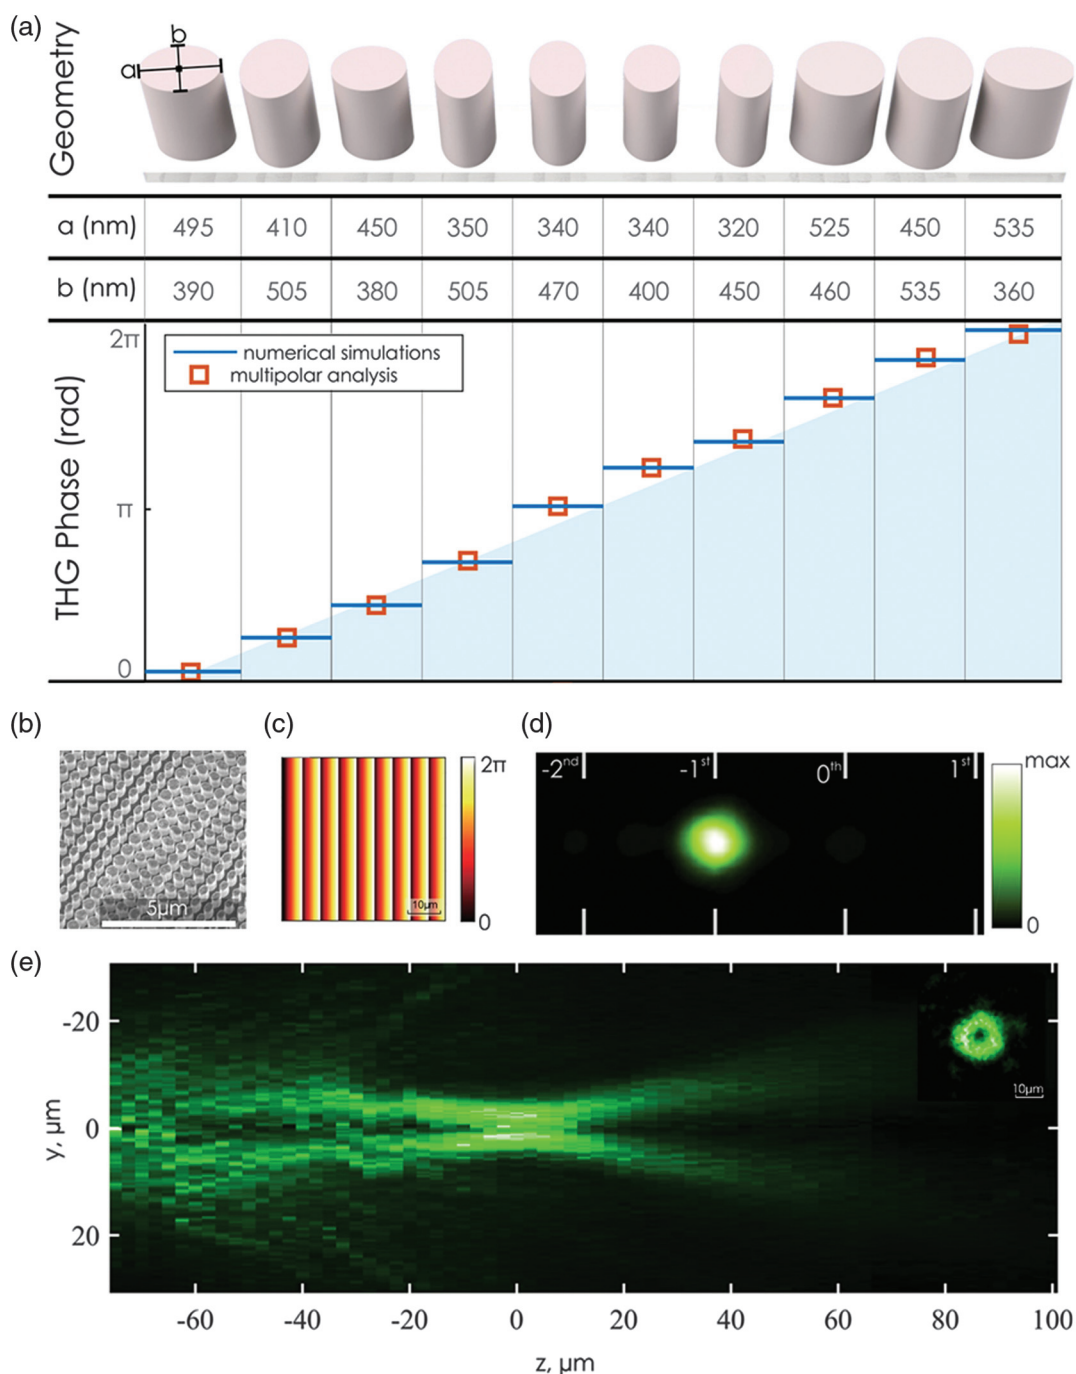 (a)
Geometry
b
a
a (nm) 495 410 450 350 340 340 320 525 450 535
b (nm) 390 505 380 505 470 400 450 460 535 360
THG Phase (rad)
2π
π
0
numerical simulations
multipolar analysis
(b)
5μm
(c)
2π
0
10μm
(d)
-2nd -1st 0th 1st
max
0
(e)
y, μm
-20
0
20
10μm
-60 -40 -20 0 20 40 60 80 100
z, μm